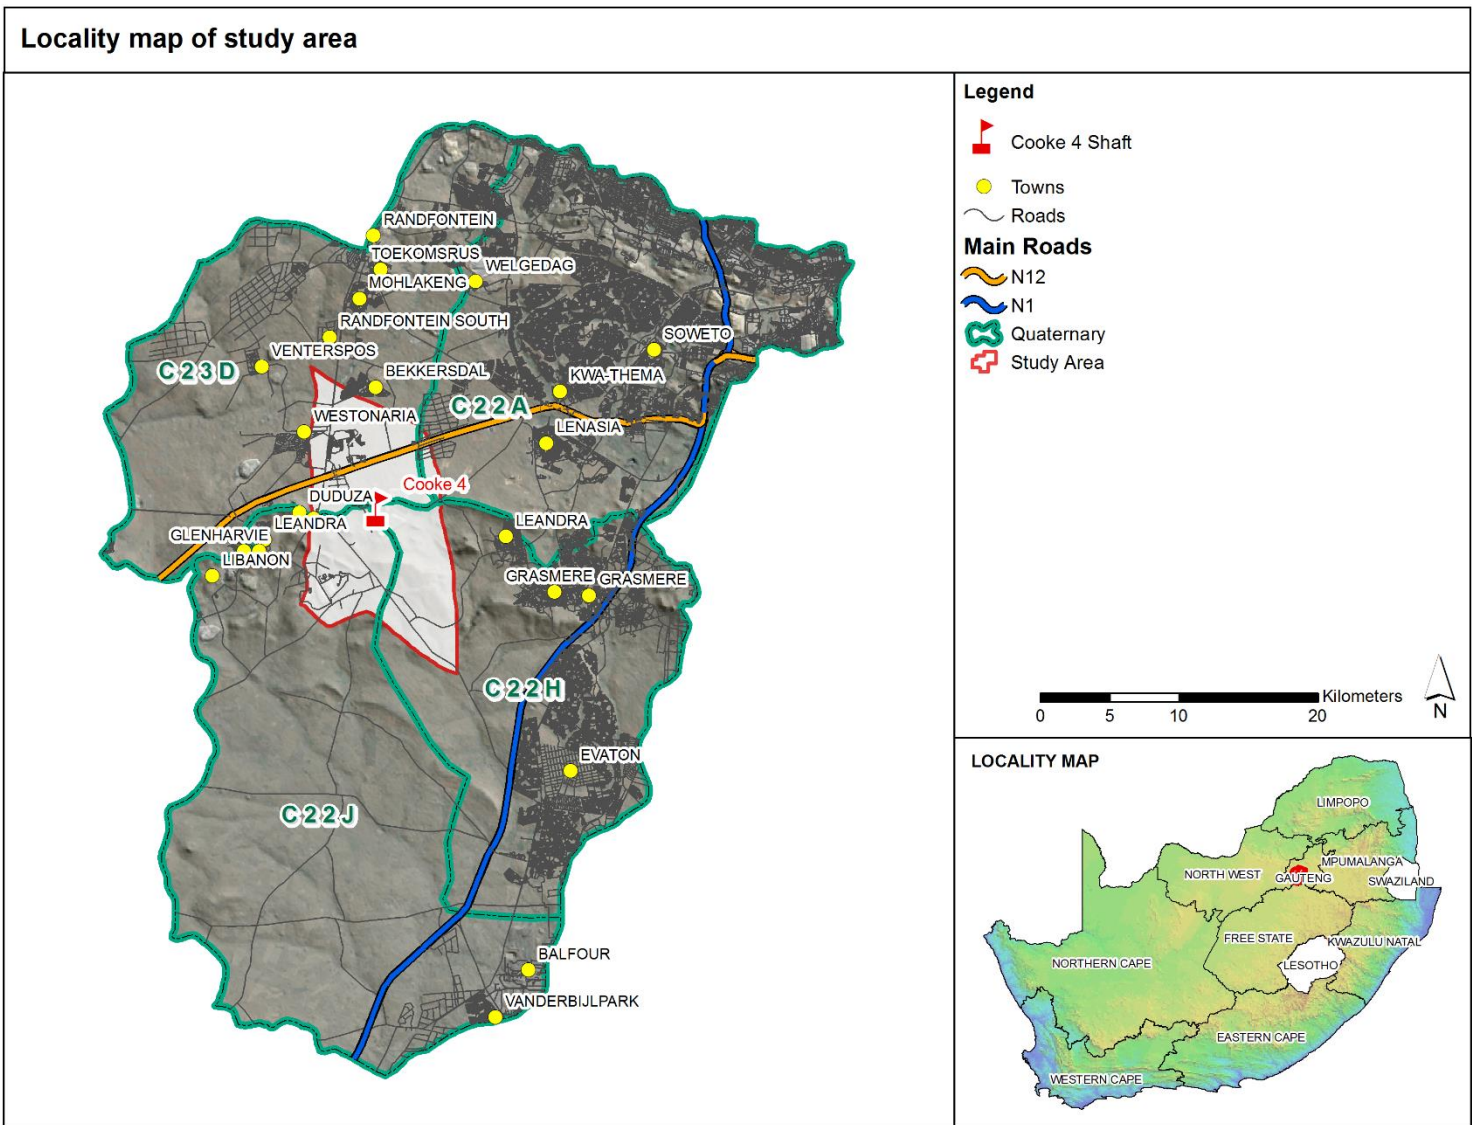 Locality map of study area
RANDFONTEIN
TOEKOMSRUS
WELGEDAG
MOHLAKENG
RANDFONTEIN SOUTH
SOWETO
VENTERSPOS
C23D
BEKKERSDAL
KWA-THEMA
C22A
WESTONARIA
LENASIA
Cooke 4
DUDUZA
LEANDRA
LEANDRA
GLENHARVIE
LIBANON
GRASMERE
GRASMERE
C22H
EVATON
C22J
BALFOUR
VANDERBIJLPARK
Legend
Cooke 4 Shaft
Towns
Roads
Main Roads
N12
N1
Quaternary
Study Area
Kilometers
0 5 10 20
N
LOCALITY MAP
LIMPOPO
MPUMALANGA
NORTH WEST
GAUTENG
SWAZILAND
FREE STATE
KWAZULU NATAL
NORTHERN CAPE
LESOTHO
EASTERN CAPE
WESTERN CAPE